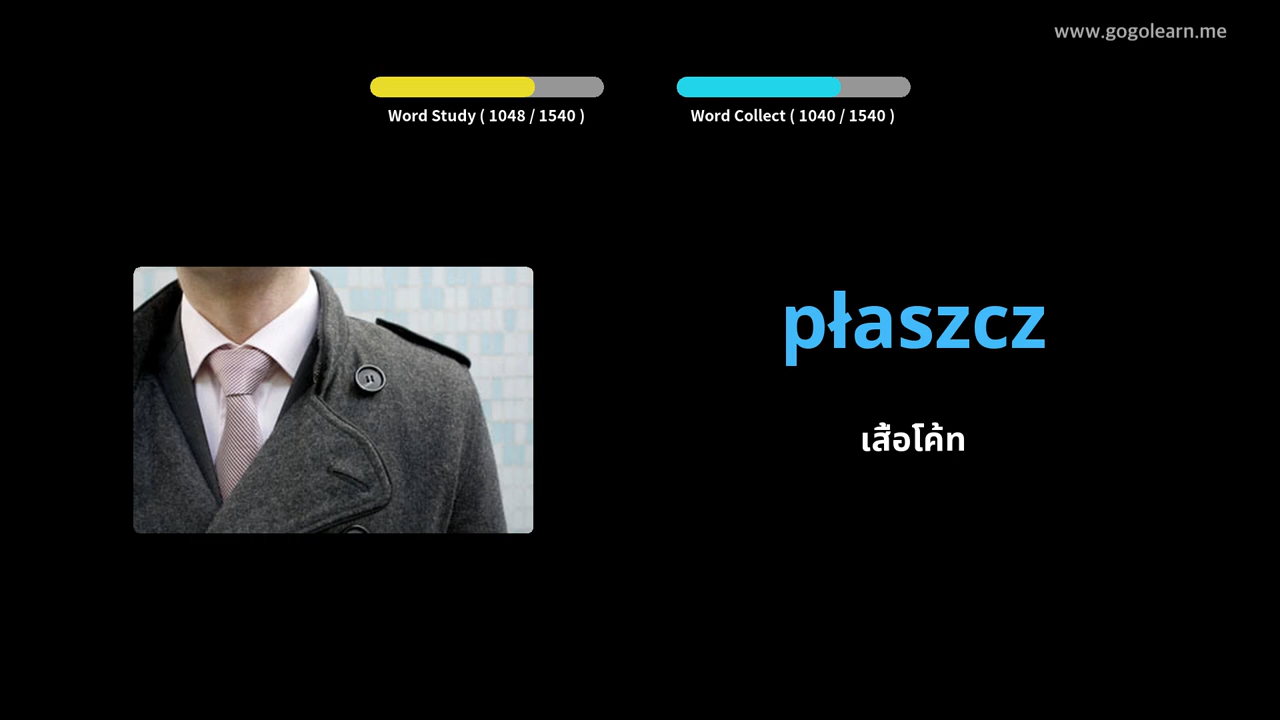 www.gogolearn.me
Word Study ( 1048 / 1540 )
Word Collect ( 1040 / 1540 )
płaszcz
เสื้อโค้ท